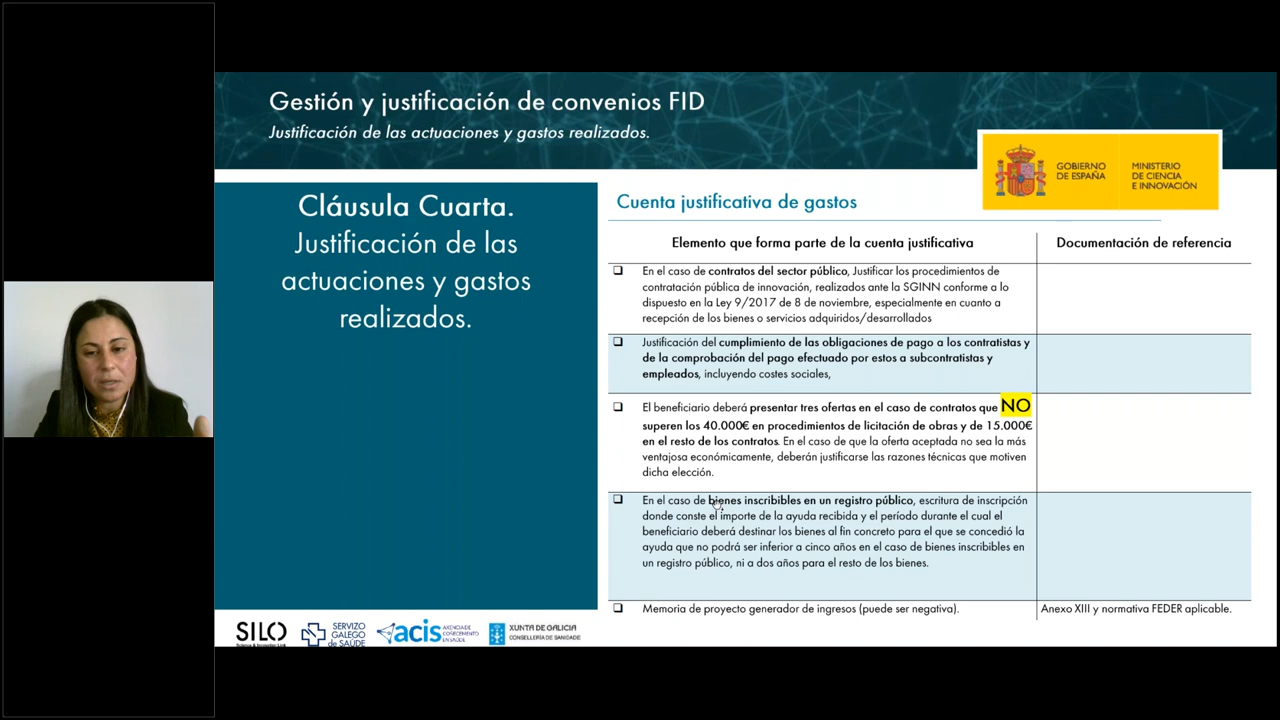 Gestión y justificación de convenios FID
Justificación de las actuaciones y gastos realizados.
GOBIERNO
DE ESPAÑA
MINISTERIO
DE CIENCIA
E INNOVACIÓN
Cláusula Cuarta.
Justificación de las
actuaciones y gastos
realizados.
Cuenta justificativa de gastos
Elemento que forma parte de la cuenta justificativa
Documentación de referencia
En el caso de contratos del sector público, Justificar los procedimientos de
contratación pública de innovación, realizados ante la SGINN conforme a lo
dispuesto en la Ley 9/2017 de 8 de noviembre, especialmente en cuanto a
recepción de los bienes o servicios adquiridos/desarrollados
Justificación del cumplimiento de las obligaciones de pago a los contratistas y
de la comprobación del pago efectuado por estos a subcontratistas y
empleados, incluyendo costes sociales,
El beneficiario deberá presentar tres ofertas en el caso de contratos que NO
superen los 40.000€ en procedimientos de licitación de obras y de 15.000€
en el resto de los contratos. En el caso de que la oferta aceptada no sea la más
ventajosa económicamente, deberán justificarse las razones técnicas que motiven
dicha elección.
En el caso de bienes inscribibles en un registro público, escritura de inscripción
donde conste el importe de la ayuda recibida y el período durante el cual el
beneficiario deberá destinar los bienes al fin concreto para el que se concedió la
ayuda que no podrá ser inferior a cinco años en el caso de bienes inscribibles en
un registro público, ni a dos años para el resto de los bienes.
Memoria de proyecto generador de ingresos (puede ser negativa).
Anexo XIII y normativa FEDER aplicable.
SILO
Science & Innovation Link
SERVIZO
GALEGO
de SAÚDE
acis
AXENCIA DE
COÑECEMENTO
EN SAÚDE
XUNTA DE GALICIA
CONSELLERÍA DE SANIDADE